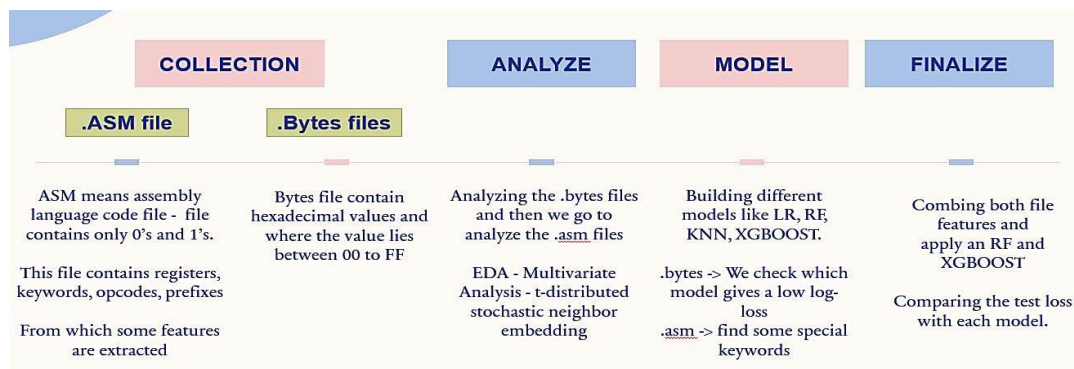 COLLECTION
ANALYZE
MODEL
FINALIZE
.ASM file
.Bytes files
ASM means assembly
language code file - file
contains only 0's and 1's.
This file contains registers,
keywords, opcodes, prefixes
From which some features
are extracted
Bytes file contain
hexadecimal values and
where the value lies
between 00 to FF
Analyzing the .bytes files
and then we go to
analyze the .asm files
EDA - Multivariate
Analysis - t-distributed
stochastic neighbor
embedding
Building different
models like LR, RF,
KNN, XGBOOST.
.bytes -> We check which
model gives a low log-
loss
.asm -> find some special
keywords
Combing both file
features and
apply an RF and
XGBOOST
Comparing the test loss
with each model.